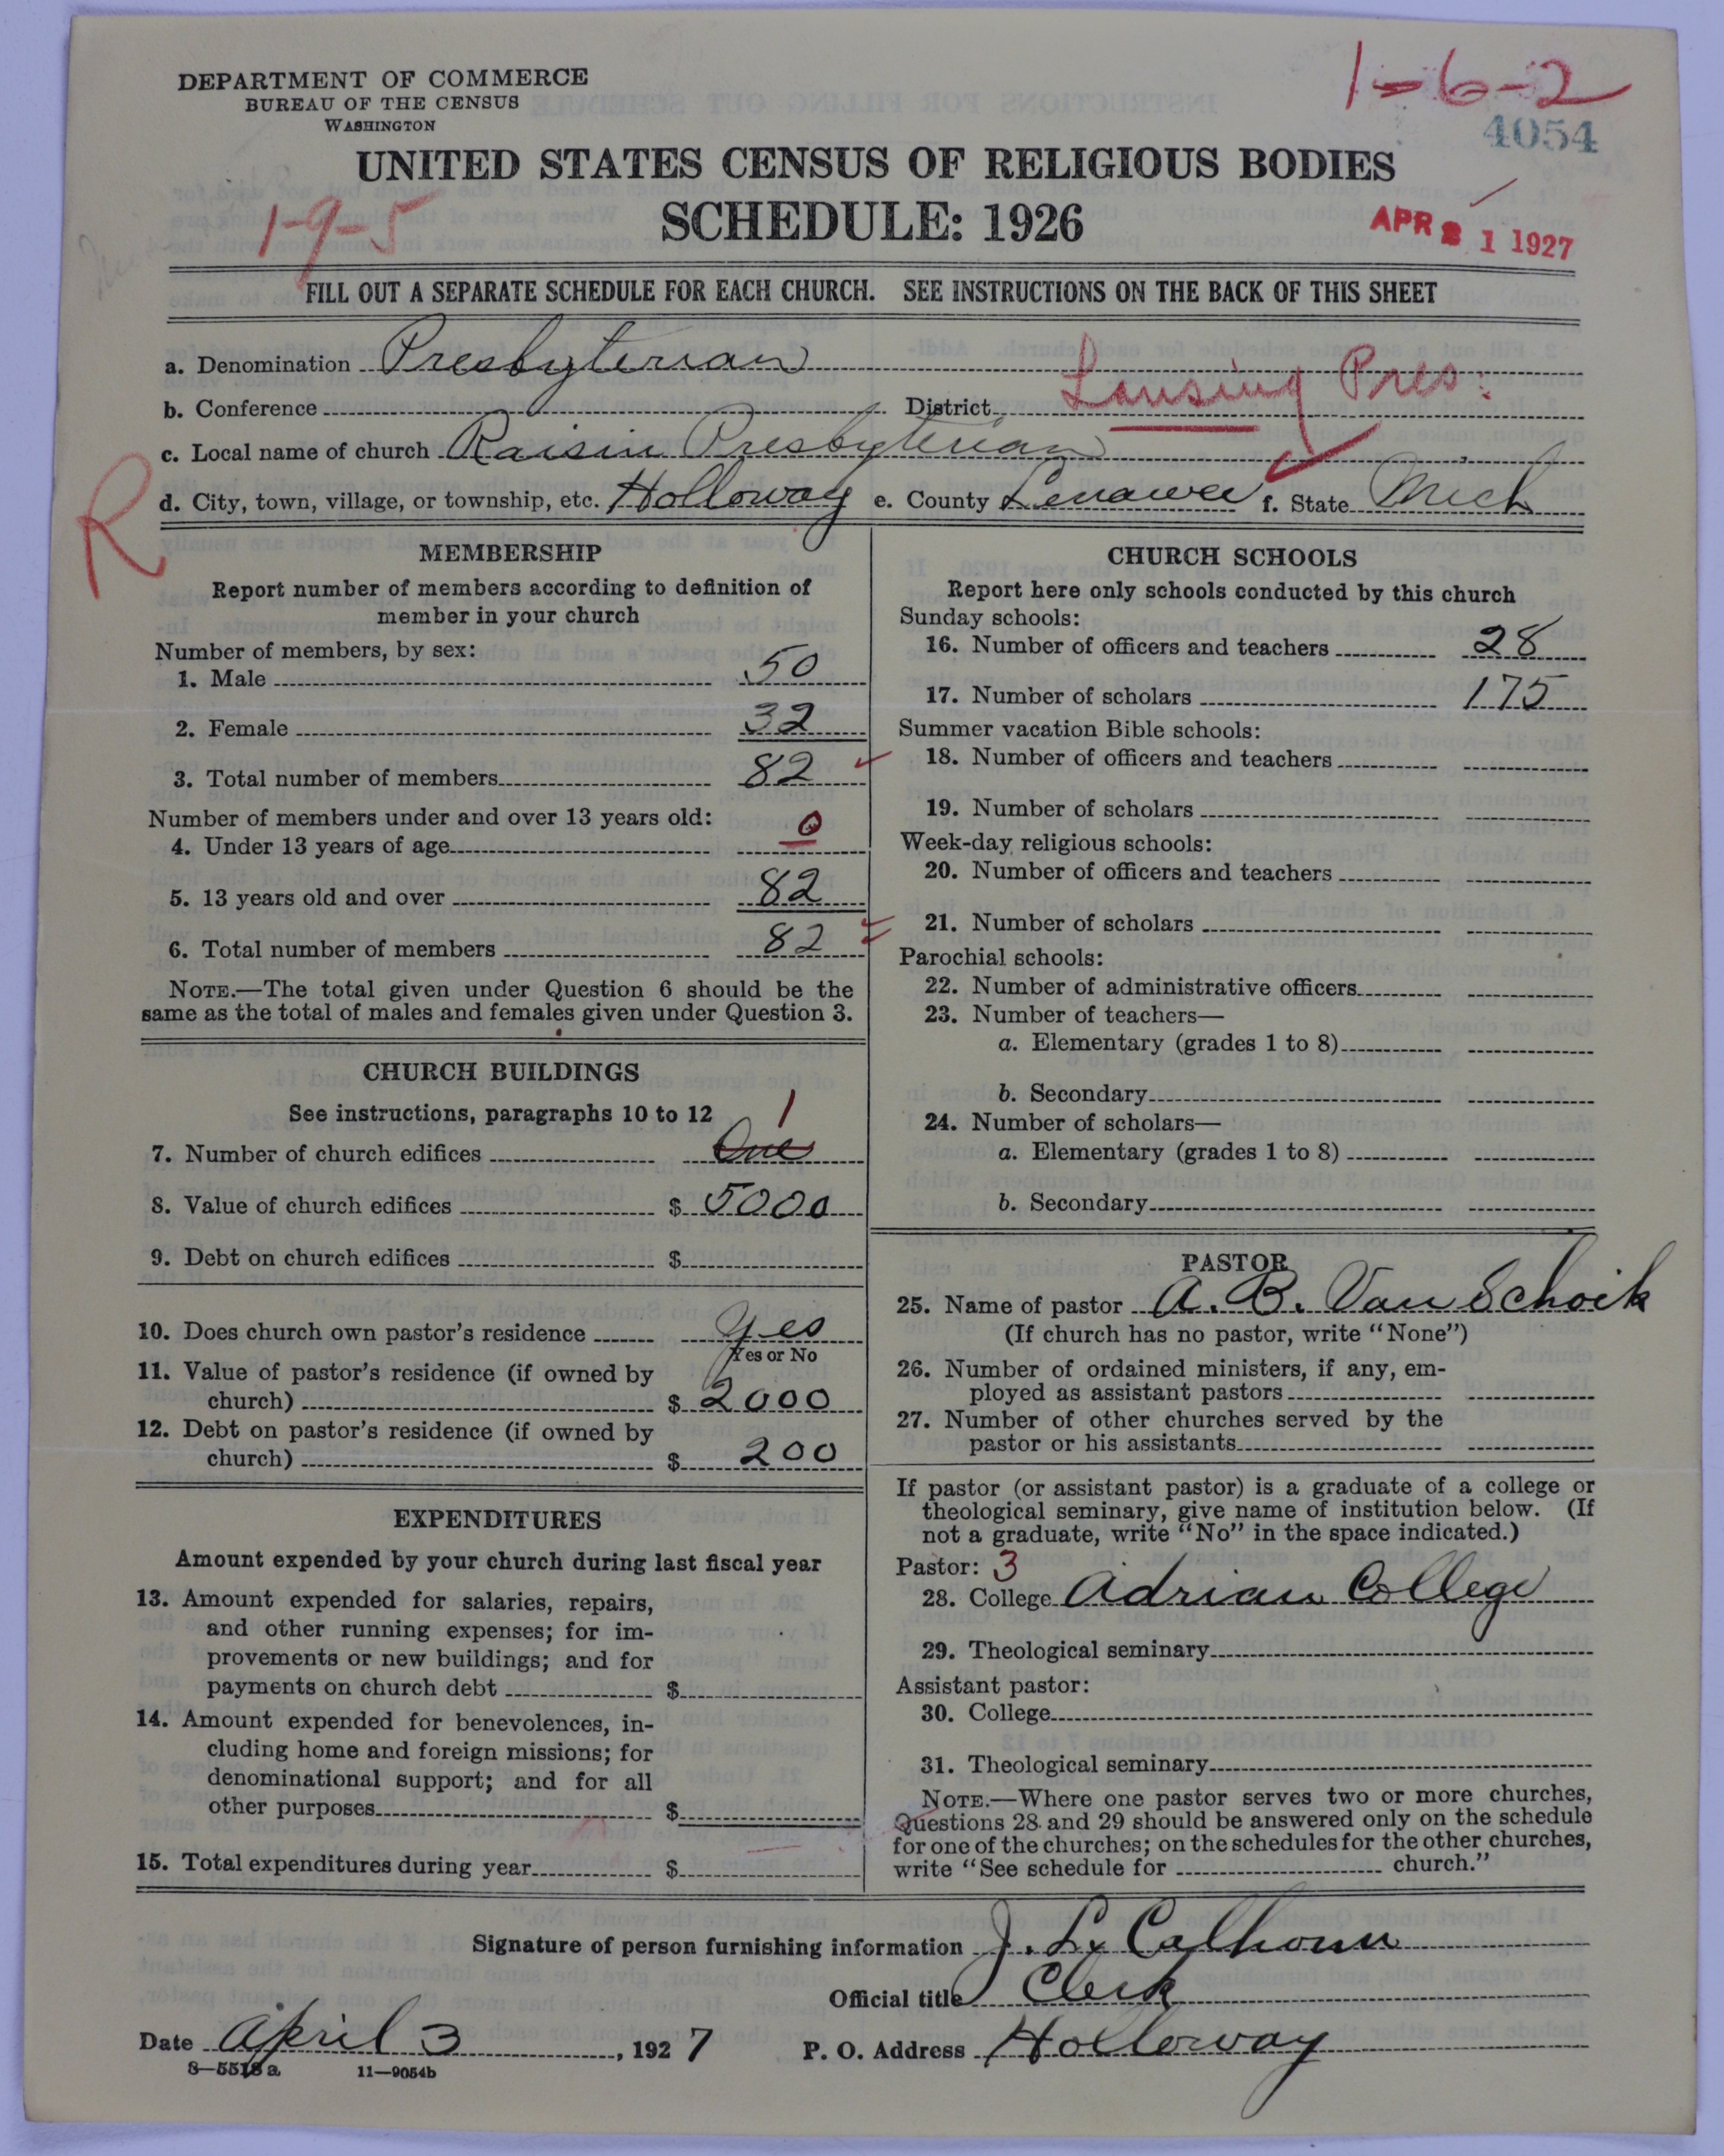 1-6-2
DEPARTMENT OF COMMERCE
BUREAU OF THE CENSUS
WASHINGTON
4054
UNITED STATES CENSUS OF RELIGIOUS BODIES
SCHEDULE: 1926
1-9-5
APR 21 1927
FILL OUT A SEPARATE SCHEDULE FOR EACH CHURCH. SEE INSTRUCTIONS ON THE BACK OF THIS SHEET
a. Denomination Presbyterian
b. Conference District Lansing Pres.
c. Local name of church Raisin Presbyterian
R
d. City, town, village, or township, etc. Holloway e. County Lenawee f. State Mich
MEMBERSHIP
Report number of members according to definition of
member in your church
Number of members, by sex:
1. Male 50
2. Female 32
3. Total number of members 82
Number of members under and over 13 years old:
4. Under 13 years of age 0
5. 13 years old and over 82
6. Total number of members 82
NOTE.—The total given under Question 6 should be the
same as the total of males and females given under Question 3.
CHURCH BUILDINGS
See instructions, paragraphs 10 to 12
7. Number of church edifices One 1
8. Value of church edifices $ 5000
9. Debt on church edifices $
10. Does church own pastor's residence Yes
Yes or No
11. Value of pastor's residence (if owned by
church) $ 2000
12. Debt on pastor's residence (if owned by
church) $ 200
EXPENDITURES
Amount expended by your church during last fiscal year
13. Amount expended for salaries, repairs,
and other running expenses; for im-
provements or new buildings; and for
payments on church debt $
14. Amount expended for benevolences, in-
cluding home and foreign missions; for
denominational support; and for all
other purposes $
15. Total expenditures during year $
CHURCH SCHOOLS
Report here only schools conducted by this church
Sunday schools:
16. Number of officers and teachers 28
17. Number of scholars 175
Summer vacation Bible schools:
18. Number of officers and teachers
19. Number of scholars
Week-day religious schools:
20. Number of officers and teachers
21. Number of scholars
Parochial schools:
22. Number of administrative officers
23. Number of teachers—
a. Elementary (grades 1 to 8)
b. Secondary
24. Number of scholars—
a. Elementary (grades 1 to 8)
b. Secondary
PASTOR
25. Name of pastor A. B. Van Schoik
(If church has no pastor, write "None")
26. Number of ordained ministers, if any, em-
ployed as assistant pastors
27. Number of other churches served by the
pastor or his assistants
If pastor (or assistant pastor) is a graduate of a college or
theological seminary, give name of institution below. (If
not a graduate, write "No" in the space indicated.)
Pastor: 3
28. College Adrian College
29. Theological seminary
Assistant pastor:
30. College
31. Theological seminary
NOTE.—Where one pastor serves two or more churches,
Questions 28 and 29 should be answered only on the schedule
for one of the churches; on the schedules for the other churches,
write "See schedule for church."
Signature of person furnishing information J. L. Calhoun
Official title Clerk
Date April 3, 1927 P. O. Address Holloway
8—5518a 11—9054b